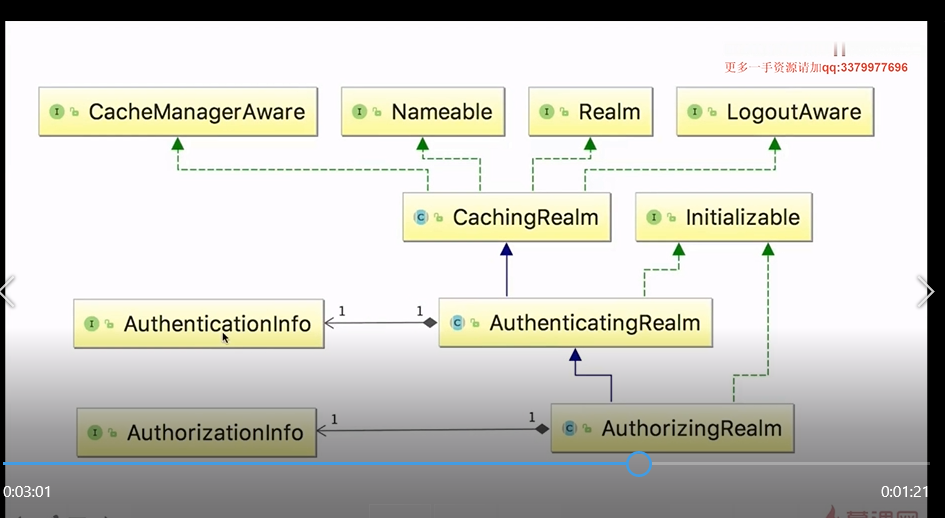 更多一手资源请加qq:3379977696
I CacheManagerAware
I Nameable
I Realm
I LogoutAware
C CachingRealm
I Initializable
I AuthenticationInfo
1
1
C AuthenticatingRealm
I AuthorizationInfo
1
1
C AuthorizingRealm
0:03:01
0:01:21